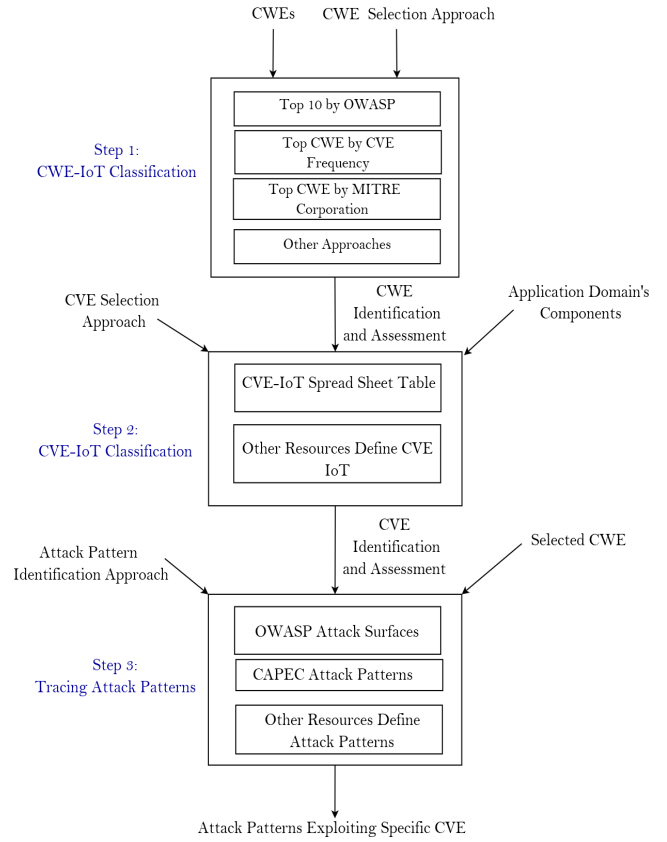 CWEs
CWE Selection Approach
Top 10 by OWASP
Top CWE by CVE
Frequency
Top CWE by MITRE
Corporation
Other Approaches
Step 1:
CWE-IoT Classification
CWE
Identification
and Assessment
CVE Selection
Approach
Application Domain's
Components
CVE-IoT Spread Sheet Table
Other Resources Define CVE
IoT
Step 2:
CVE-IoT Classification
CVE
Identification
and Assessment
Attack Pattern
Identification Approach
Selected CWE
OWASP Attack Surfaces
CAPEC Attack Patterns
Other Resources Define
Attack Patterns
Step 3:
Tracing Attack Patterns
Attack Patterns Exploiting Specific CVE